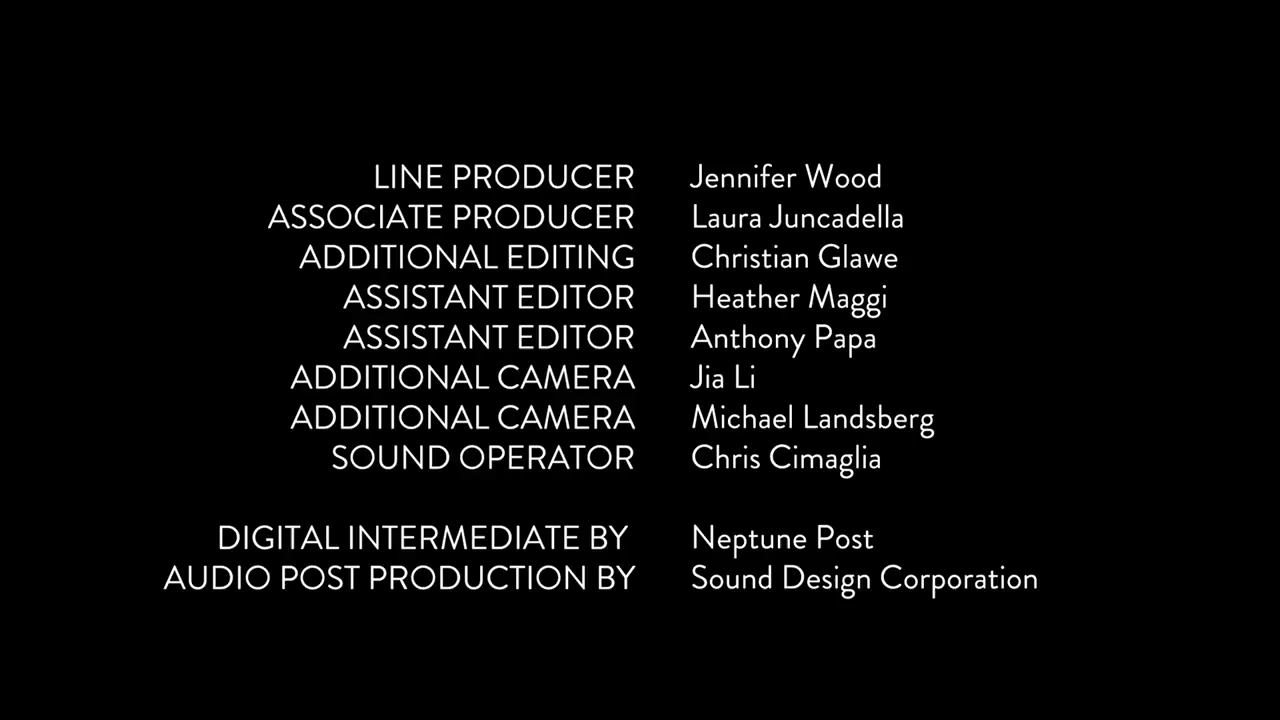 LINE PRODUCER Jennifer Wood
ASSOCIATE PRODUCER Laura Juncadella
ADDITIONAL EDITING Christian Glawe
ASSISTANT EDITOR Heather Maggi
ASSISTANT EDITOR Anthony Papa
ADDITIONAL CAMERA Jia Li
ADDITIONAL CAMERA Michael Landsberg
SOUND OPERATOR Chris Cimaglia
DIGITAL INTERMEDIATE BY Neptune Post
AUDIO POST PRODUCTION BY Sound Design Corporation